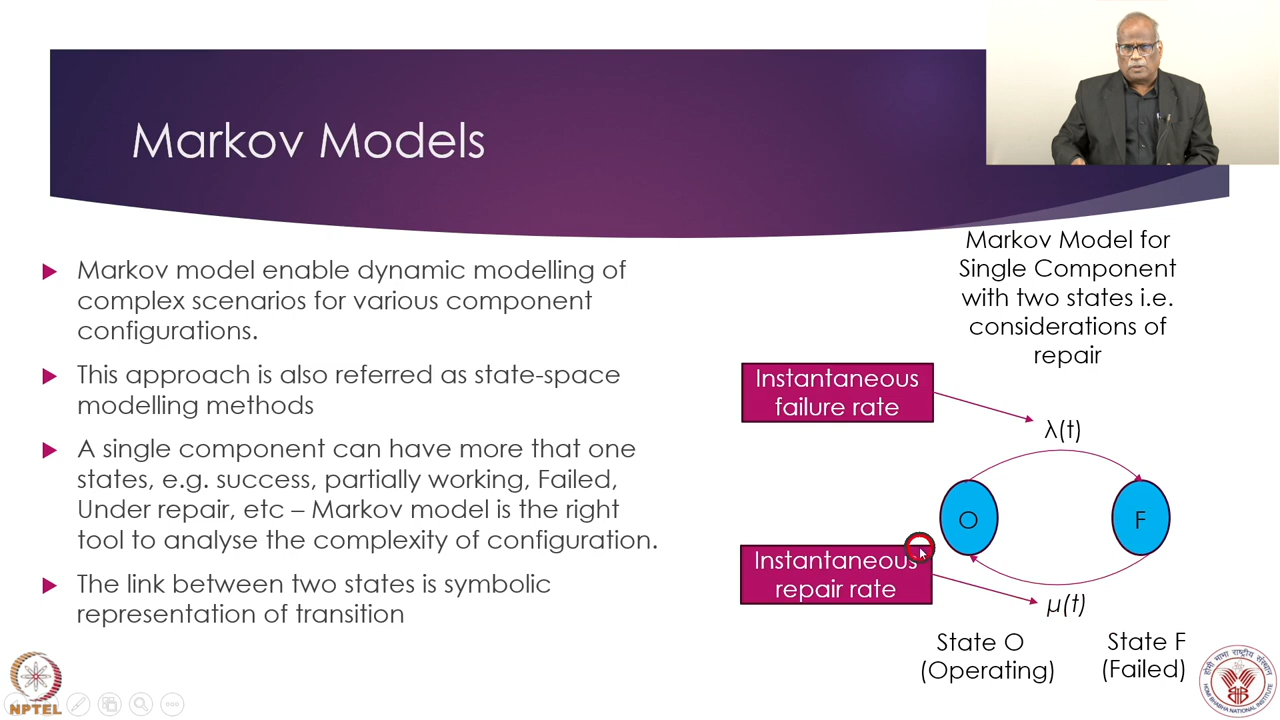 Markov Models
Markov model enable dynamic modelling of
complex scenarios for various component
configurations.
This approach is also referred as state-space
modelling methods
A single component can have more that one
states, e.g. success, partially working, Failed,
Under repair, etc – Markov model is the right
tool to analyse the complexity of configuration.
The link between two states is symbolic
representation of transition
Markov Model for
Single Component
with two states i.e.
considerations of
repair
Instantaneous
failure rate
λ(t)
O
F
Instantaneous
repair rate
μ(t)
State O
(Operating)
State F
(Failed)
NPTEL